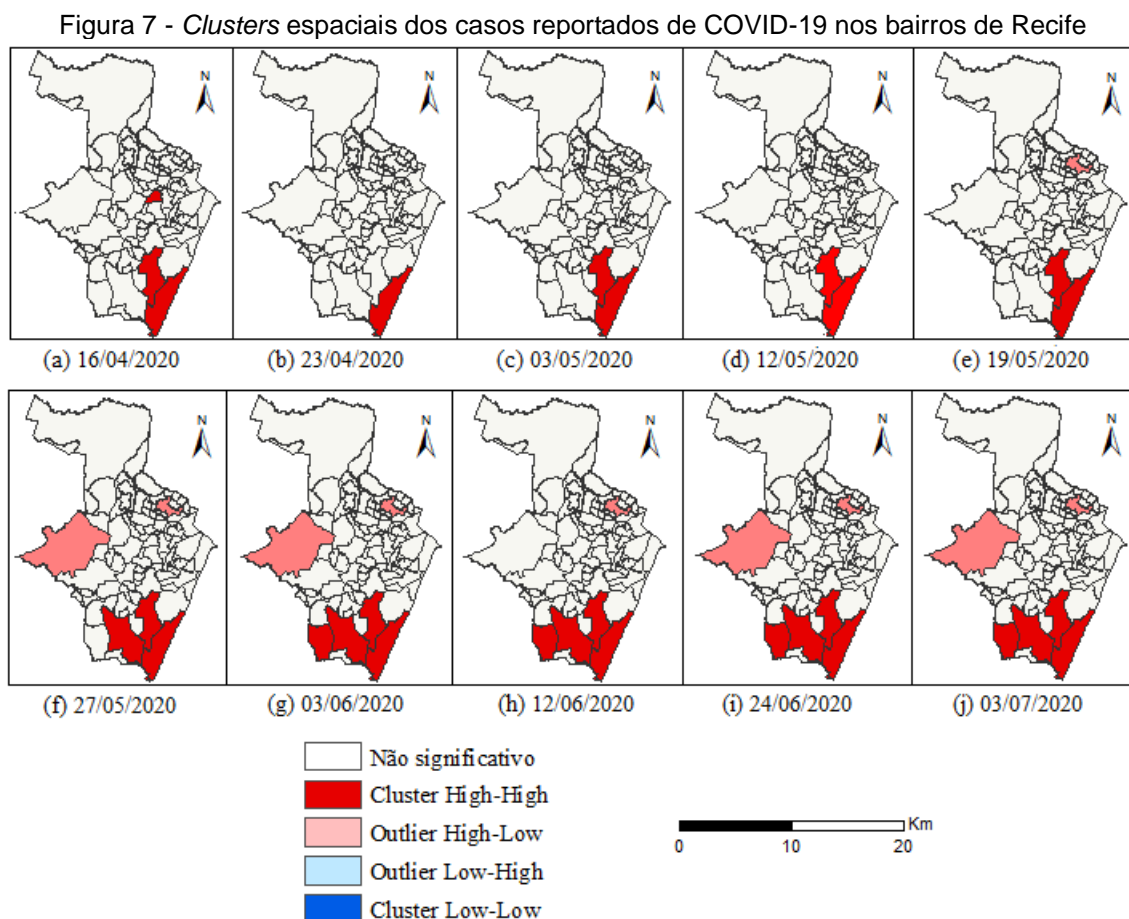 Figura 7 - Clusters espaciais dos casos reportados de COVID-19 nos bairros de Recife
N
N
N
N
N
(a) 16/04/2020
(b) 23/04/2020
(c) 03/05/2020
(d) 12/05/2020
(e) 19/05/2020
N
N
N
N
N
(f) 27/05/2020
(g) 03/06/2020
(h) 12/06/2020
(i) 24/06/2020
(j) 03/07/2020
Não significativo
Cluster High-High
Outlier High-Low
Outlier Low-High
Cluster Low-Low
Km
0 10 20